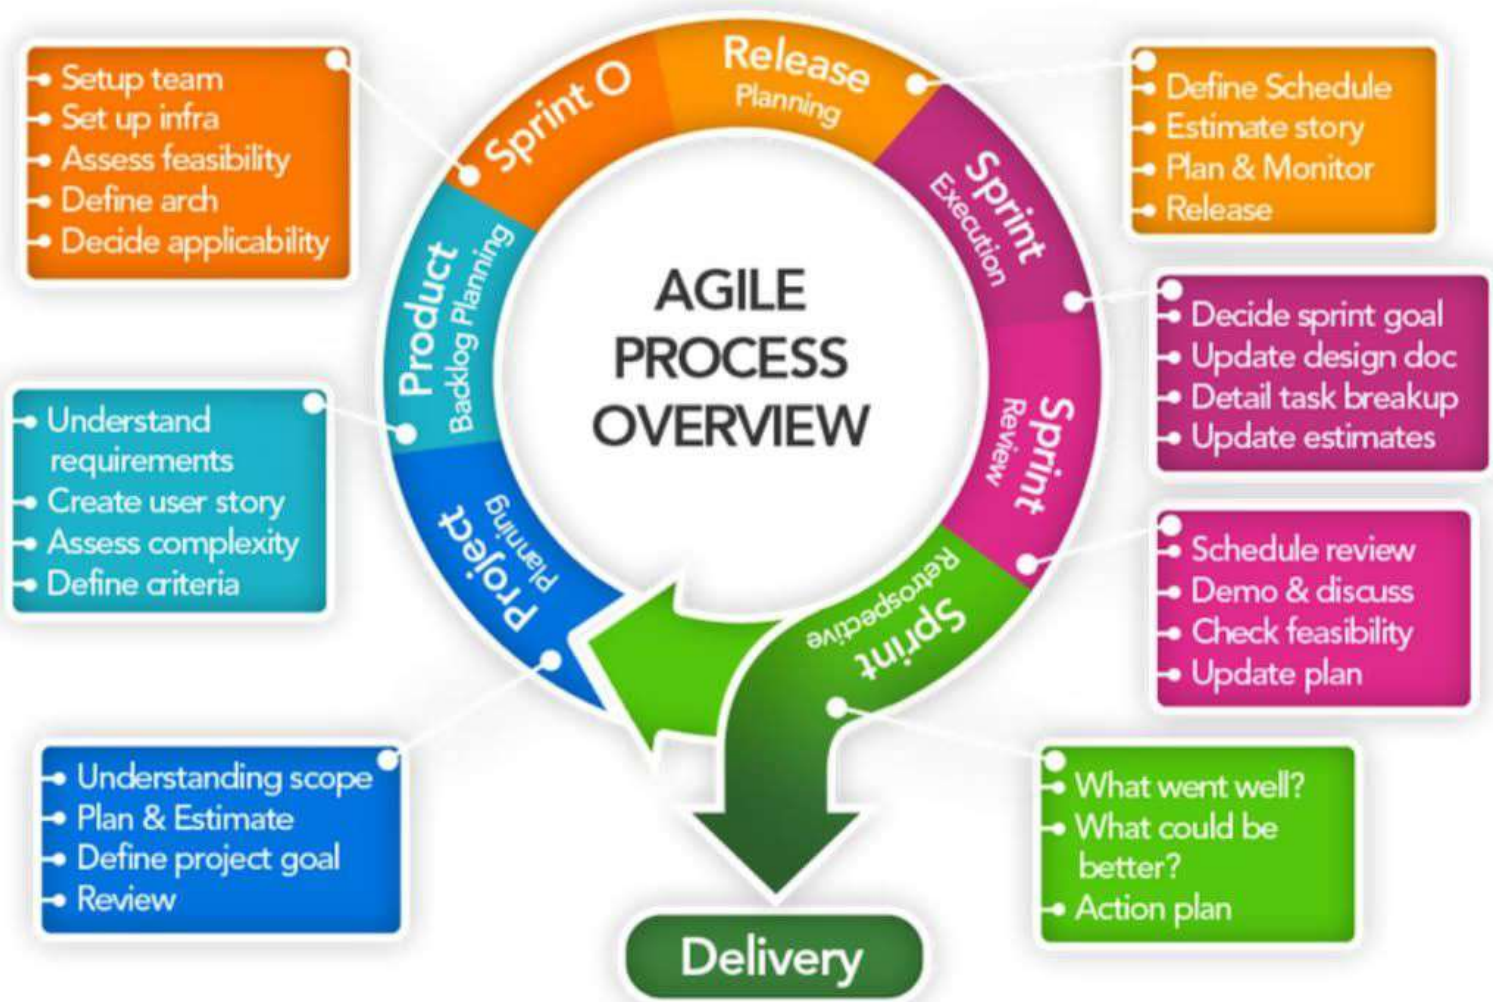 Setup team
Set up infra
Assess feasibility
Define arch
Decide applicability
Understand
requirements
Create user story
Assess complexity
Define criteria
Understanding scope
Plan & Estimate
Define project goal
Review
Sprint O
Release
Planning
Product
Backlog Planning
Project
Planning
AGILE
PROCESS
OVERVIEW
Sprint
Execution
Sprint
Review
Sprint
Retrospective
Delivery
Define Schedule
Estimate story
Plan & Monitor
Release
Decide sprint goal
Update design doc
Detail task breakup
Update estimates
Schedule review
Demo & discuss
Check feasibility
Update plan
What went well?
What could be
better?
Action plan